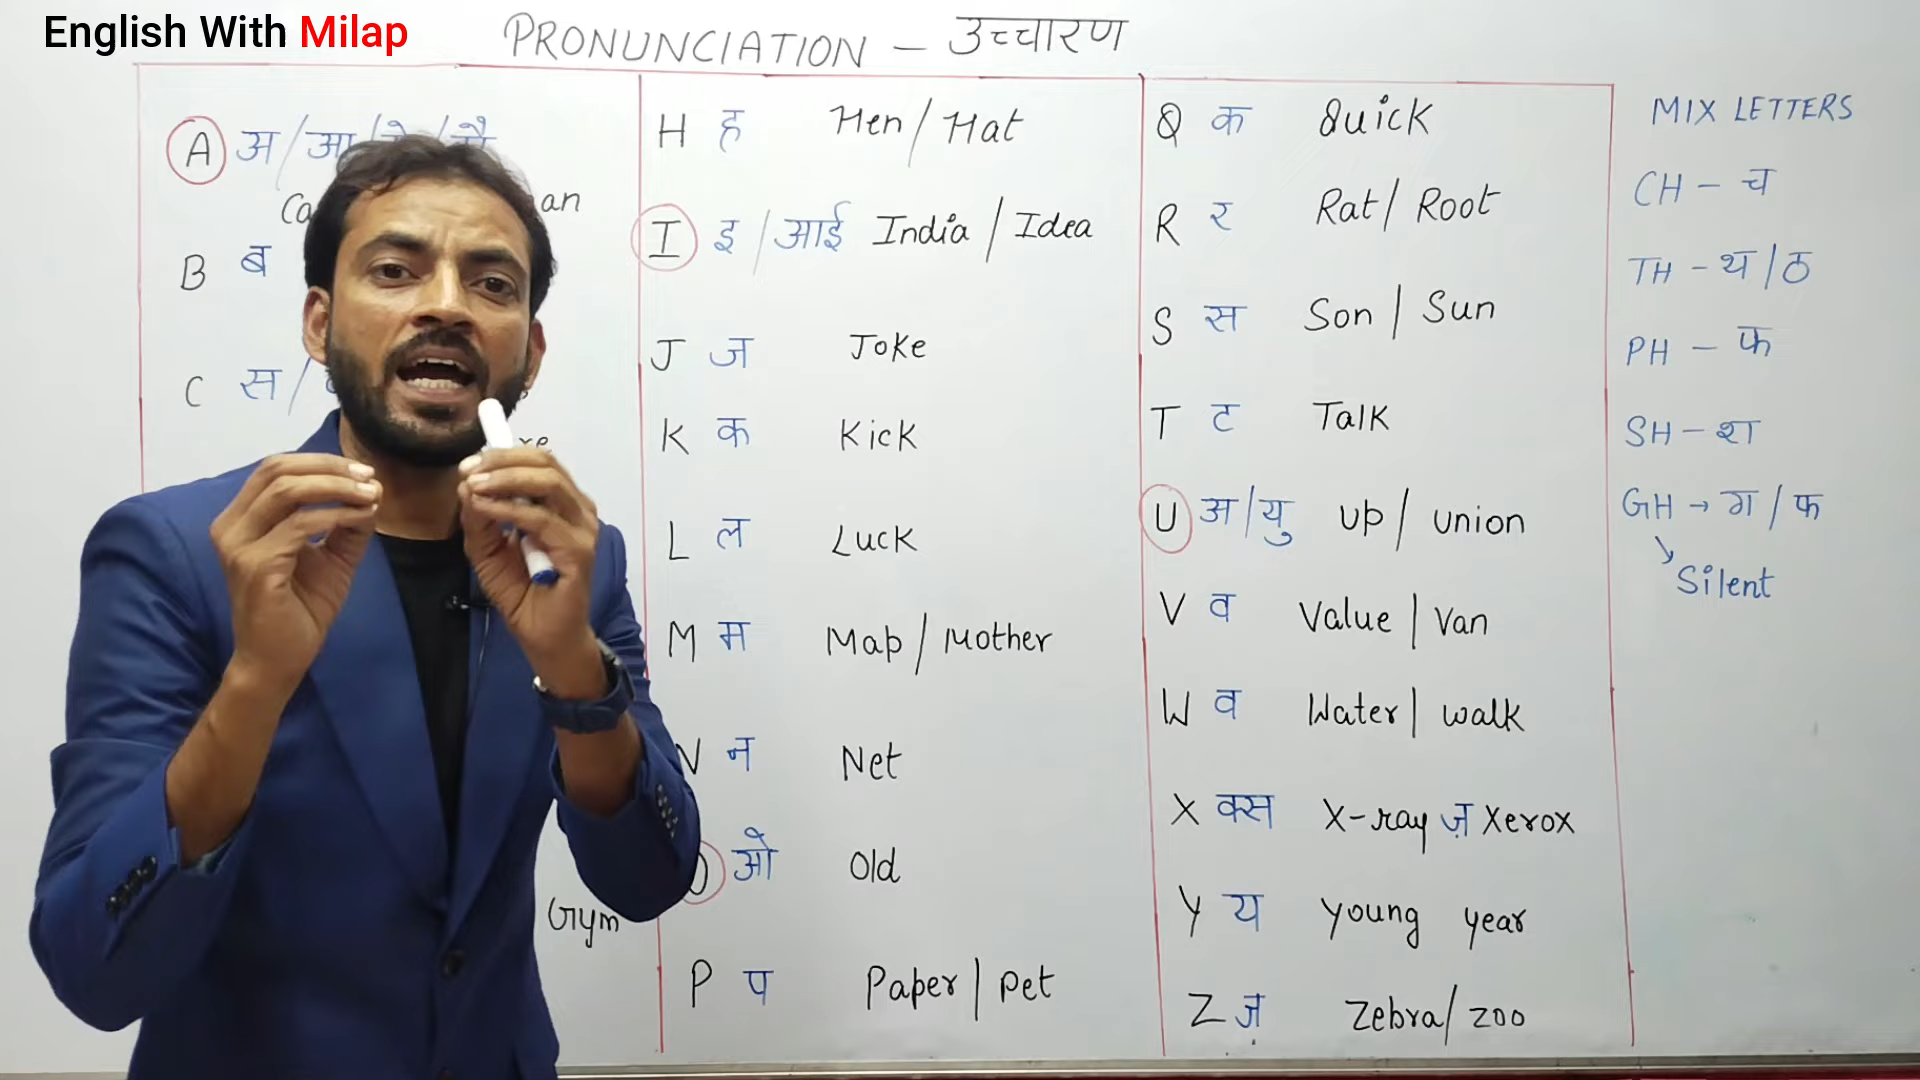 English With Milap
PRONUNCIATION – उच्चारण
A अ/आ/
an
B ब
C स/
Gym
H ह Hen/Hat
I इ/आई India/Idea
J ज Joke
K क Kick
L ल Luck
M म Map/Mother
N न Net
O ओ Old
P प Paper/Pet
Q क Quick
R र Rat/Root
S स Son/Sun
T ट Talk
U अ/यु Up/Union
V व Value/Van
W व Water/Walk
X क्स X-ray ज़ Xerox
Y य Young year
Z ज़ Zebra/Zoo
MIX LETTERS
CH – च
TH – थ/ठ
PH – फ
SH – श
GH → ग/फ
↘ Silent